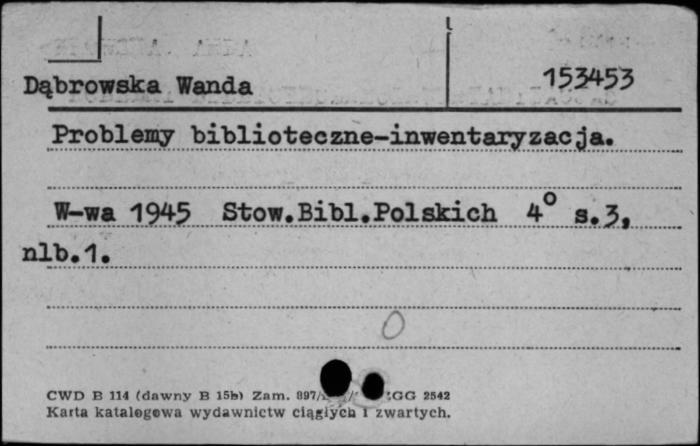 Dąbrowska Wanda 153453
Problemy biblioteczne-inwentaryzacja.
W-wa 1945 Stow.Bibl.Polskich 4° s.3,
nlb.1.
0
CWD B 114 (dawny B 15b) Zam. 897/ GG 2542
Karta katalogowa wydawnictw ciągłych i zwartych.